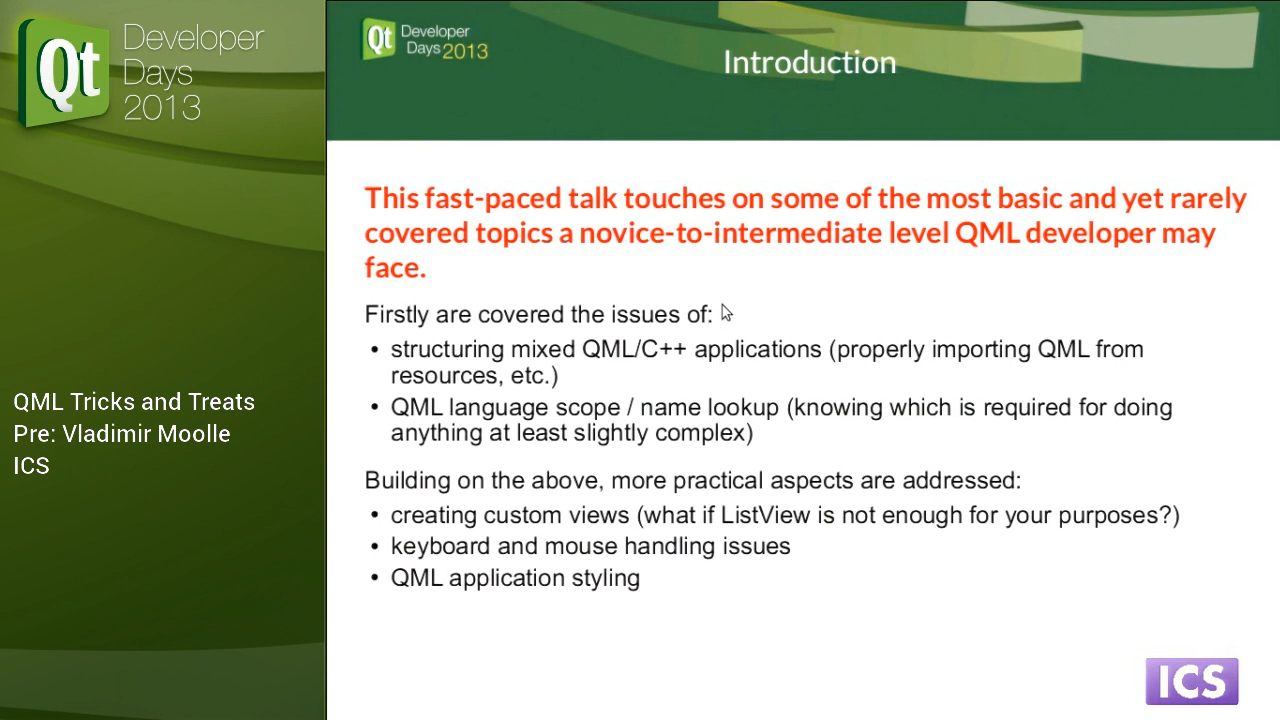 Qt
Developer
Days
2013
QML Tricks and Treats
Pre: Vladimir Moolle
ICS
Qt
Developer
Days 2013
Introduction
This fast-paced talk touches on some of the most basic and yet rarely
covered topics a novice-to-intermediate level QML developer may
face.
Firstly are covered the issues of:
• structuring mixed QML/C++ applications (properly importing QML from
resources, etc.)
• QML language scope / name lookup (knowing which is required for doing
anything at least slightly complex)
Building on the above, more practical aspects are addressed:
• creating custom views (what if ListView is not enough for your purposes?)
• keyboard and mouse handling issues
• QML application styling
ICS